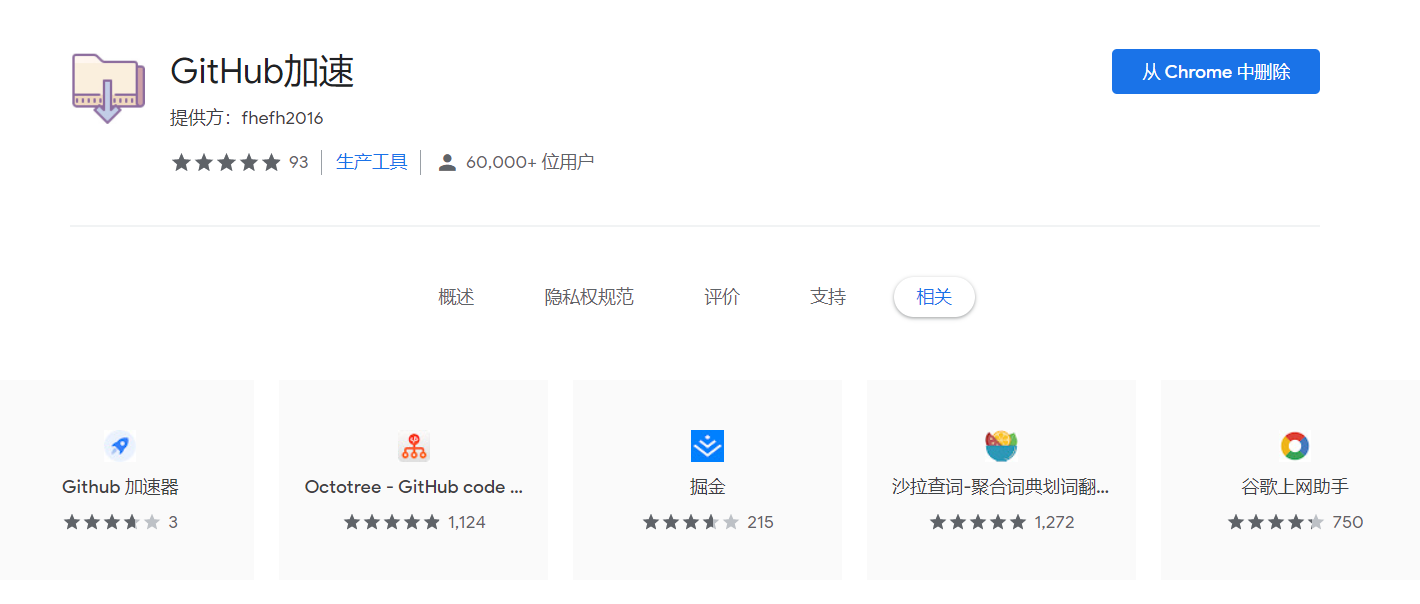 GitHub加速
从 Chrome 中删除
提供方：fhefh2016
93 生产工具 60,000+ 位用户
概述 隐私权规范 评价 支持 相关
Github 加速器 Octotree - GitHub code ... 掘金 沙拉查词-聚合词典划词翻... 谷歌上网助手
3 1,124 215 1,272 750